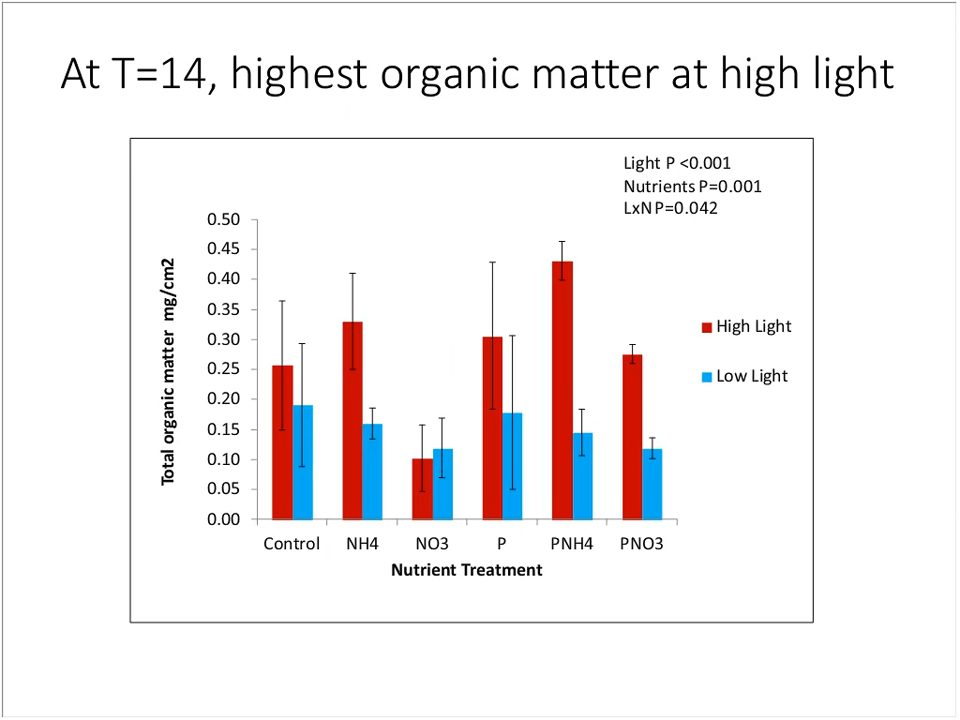 At T=14, highest organic matter at high light
Light P <0.001
Nutrients P=0.001
LxN P=0.042
Total organic matter mg/cm2
0.50
0.45
0.40
0.35
0.30
0.25
0.20
0.15
0.10
0.05
0.00
High Light
Low Light
Control NH4 NO3 P PNH4 PNO3
Nutrient Treatment